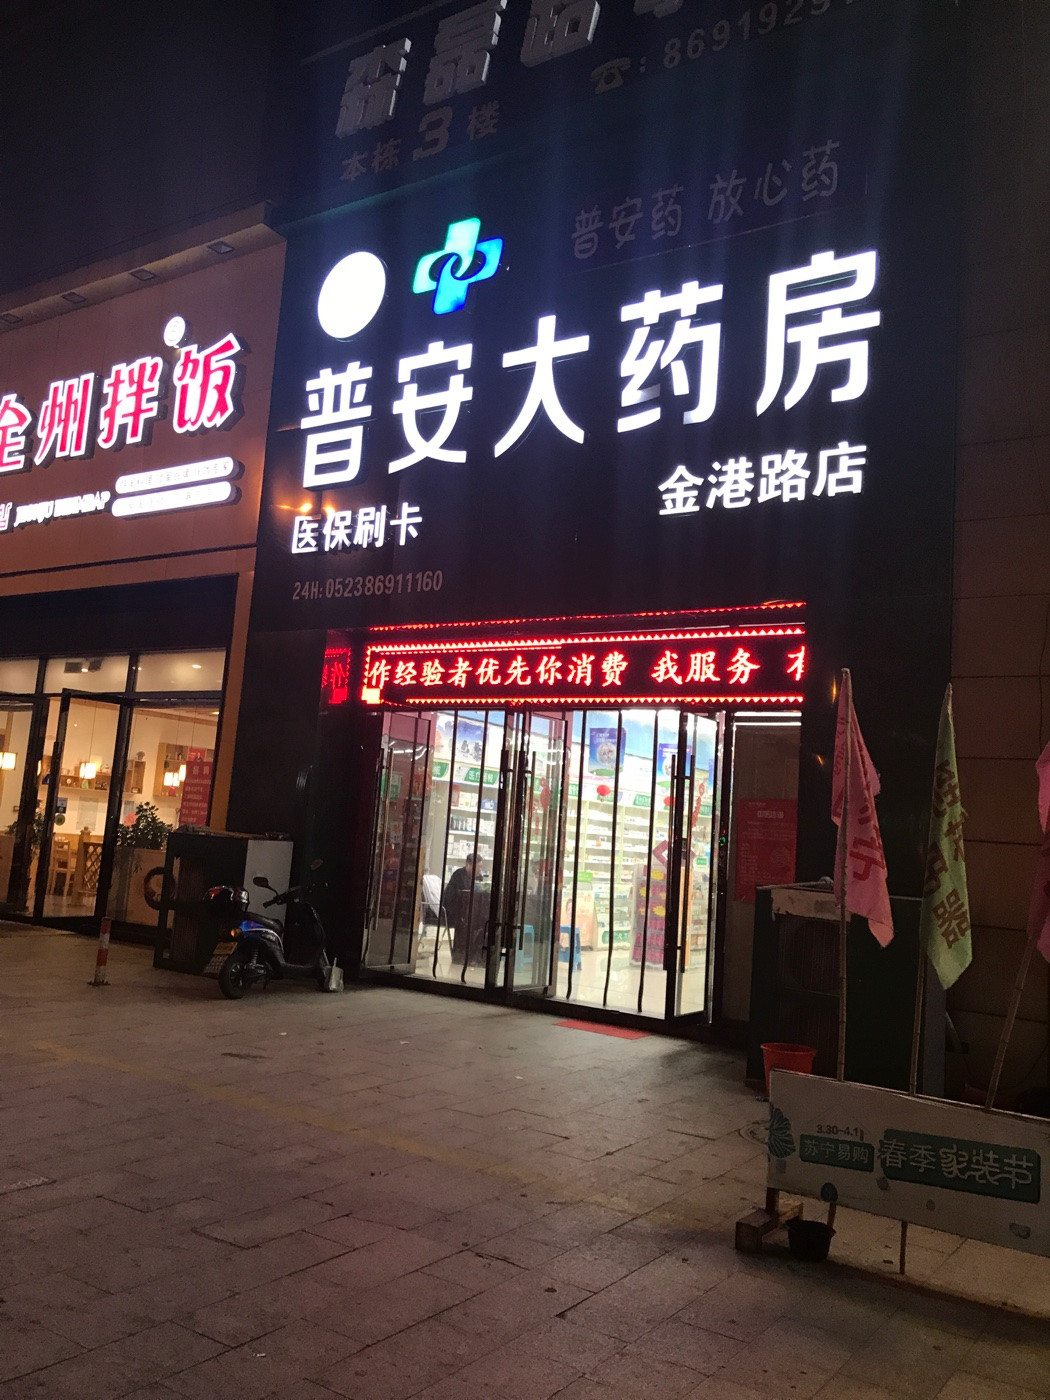 本栋3楼
普安药 放心药
普安大药房
金港路店
医保刷卡
24H:052386911160
全州拌饭
作经验者优先你消费 我服务
3.30-4.1
苏宁易购
春季家装节